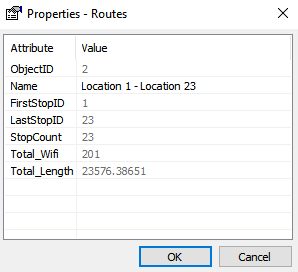 Properties - Routes
Attribute Value
ObjectID 2
Name Location 1 - Location 23
FirstStopID 1
LastStopID 23
StopCount 23
Total_Wifi 201
Total_Length 23576.38651
OK Cancel